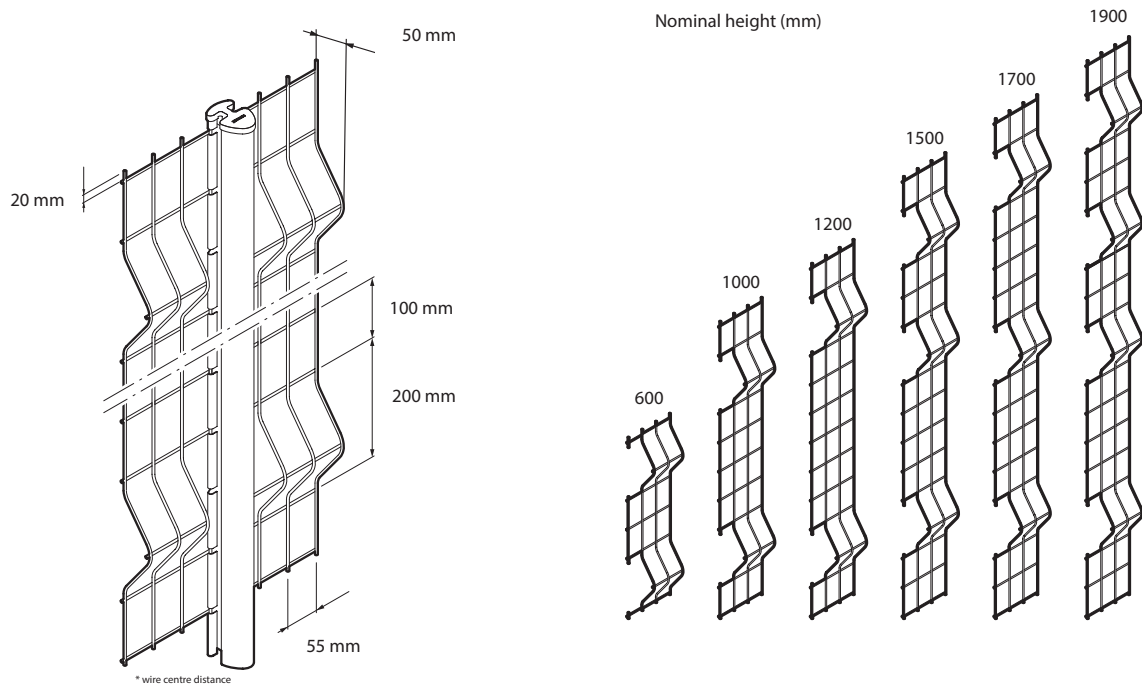 50 mm
20 mm
100 mm
200 mm
55 mm
* wire centre distance
Nominal height (mm)
600
1000
1200
1500
1700
1900